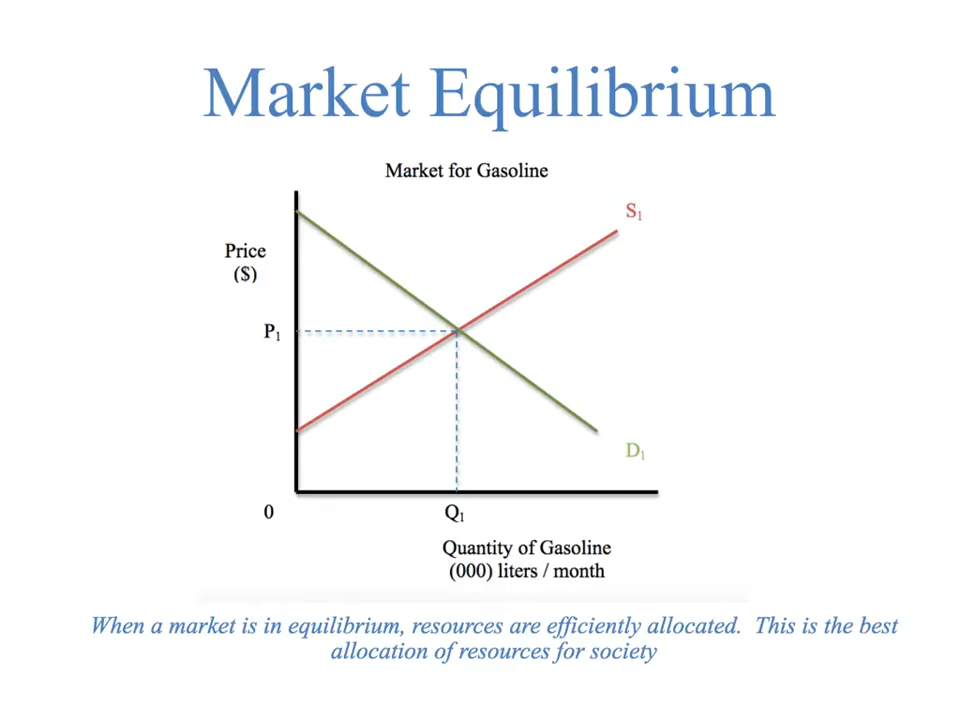 Market Equilibrium
Market for Gasoline
S₁
Price
($)
P₁
D₁
0
Q₁
Quantity of Gasoline
(000) liters / month
When a market is in equilibrium, resources are efficiently allocated.  This is the best
allocation of resources for society